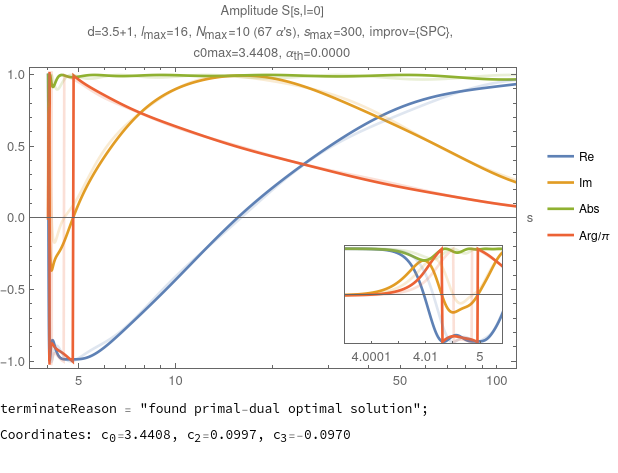 Amplitude S[s,l=0]
d=3.5+1, lmax=16, Nmax=10 (67 α's), smax=300, improv={SPC},
c0max=3.4408, αth=0.0000
1.0
0.5
0.0
−0.5
−1.0
5
10
50
100
s
Re
Im
Abs
Arg/π
4.0001
4.01
5
terminateReason = "found primal-dual optimal solution";
Coordinates: c0=3.4408, c2=0.0997, c3=-0.0970